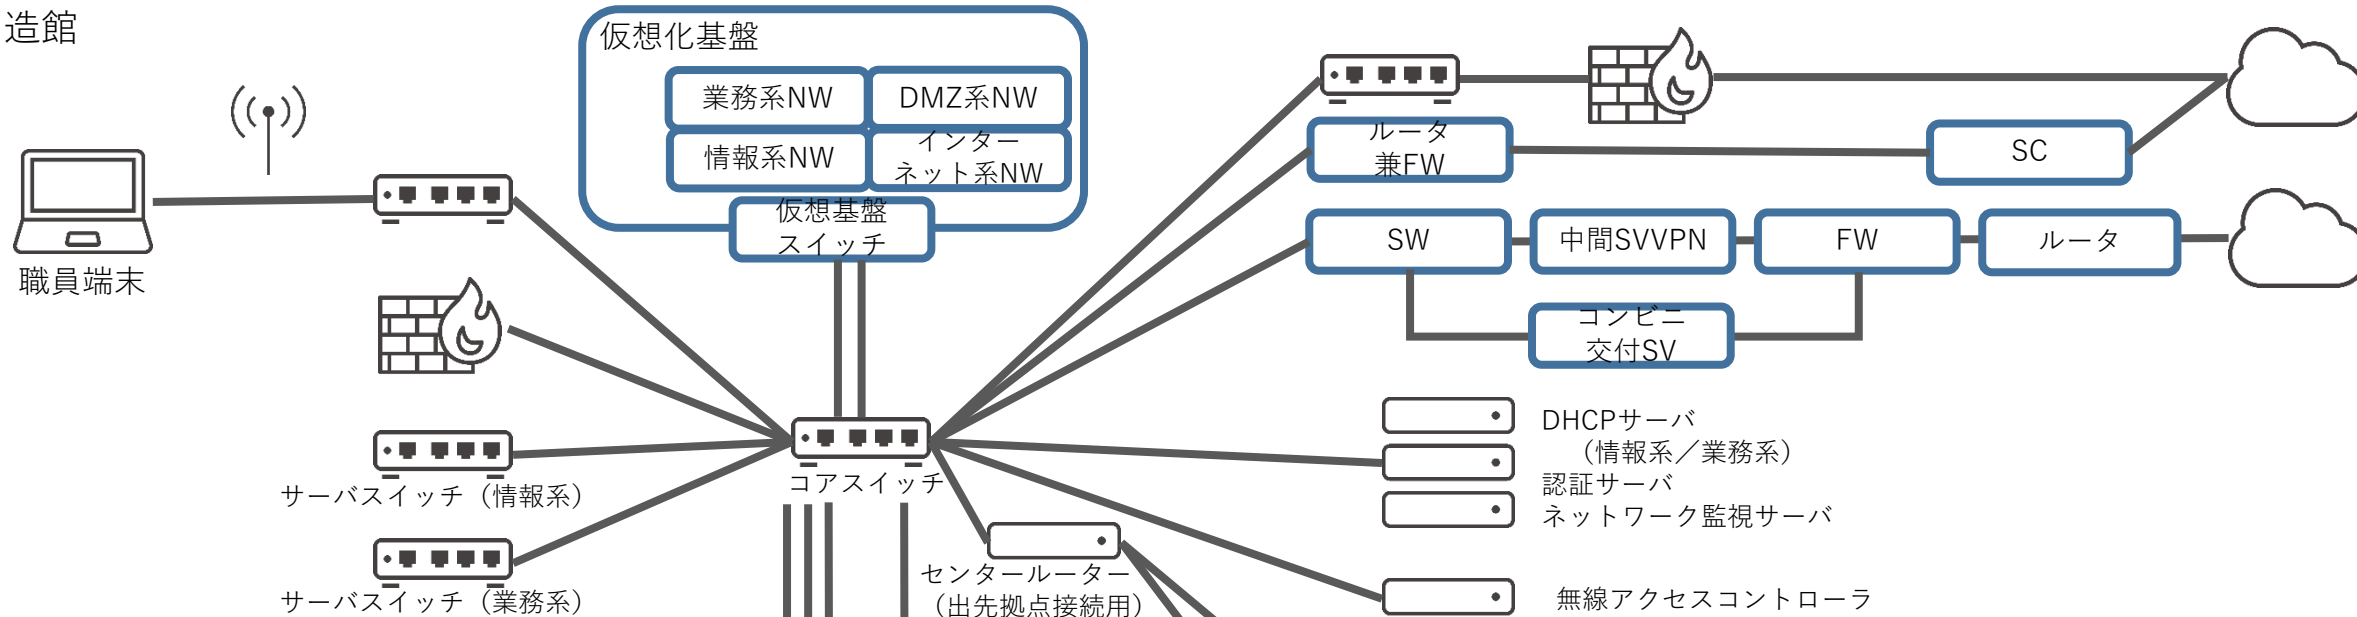 造館
仮想化基盤
業務系NW
DMZ系NW
情報系NW
インター
ネット系NW
仮想基盤
スイッチ
職員端末
ルータ
兼FW
SC
SW
中間SVVPN
FW
ルータ
コンビニ
交付SV
DHCPサーバ
（情報系／業務系）
認証サーバ
ネットワーク監視サーバ
コアスイッチ
サーバスイッチ（情報系）
センタールーター
（出先拠点接続用）
サーバスイッチ（業務系）
無線アクセスコントローラ